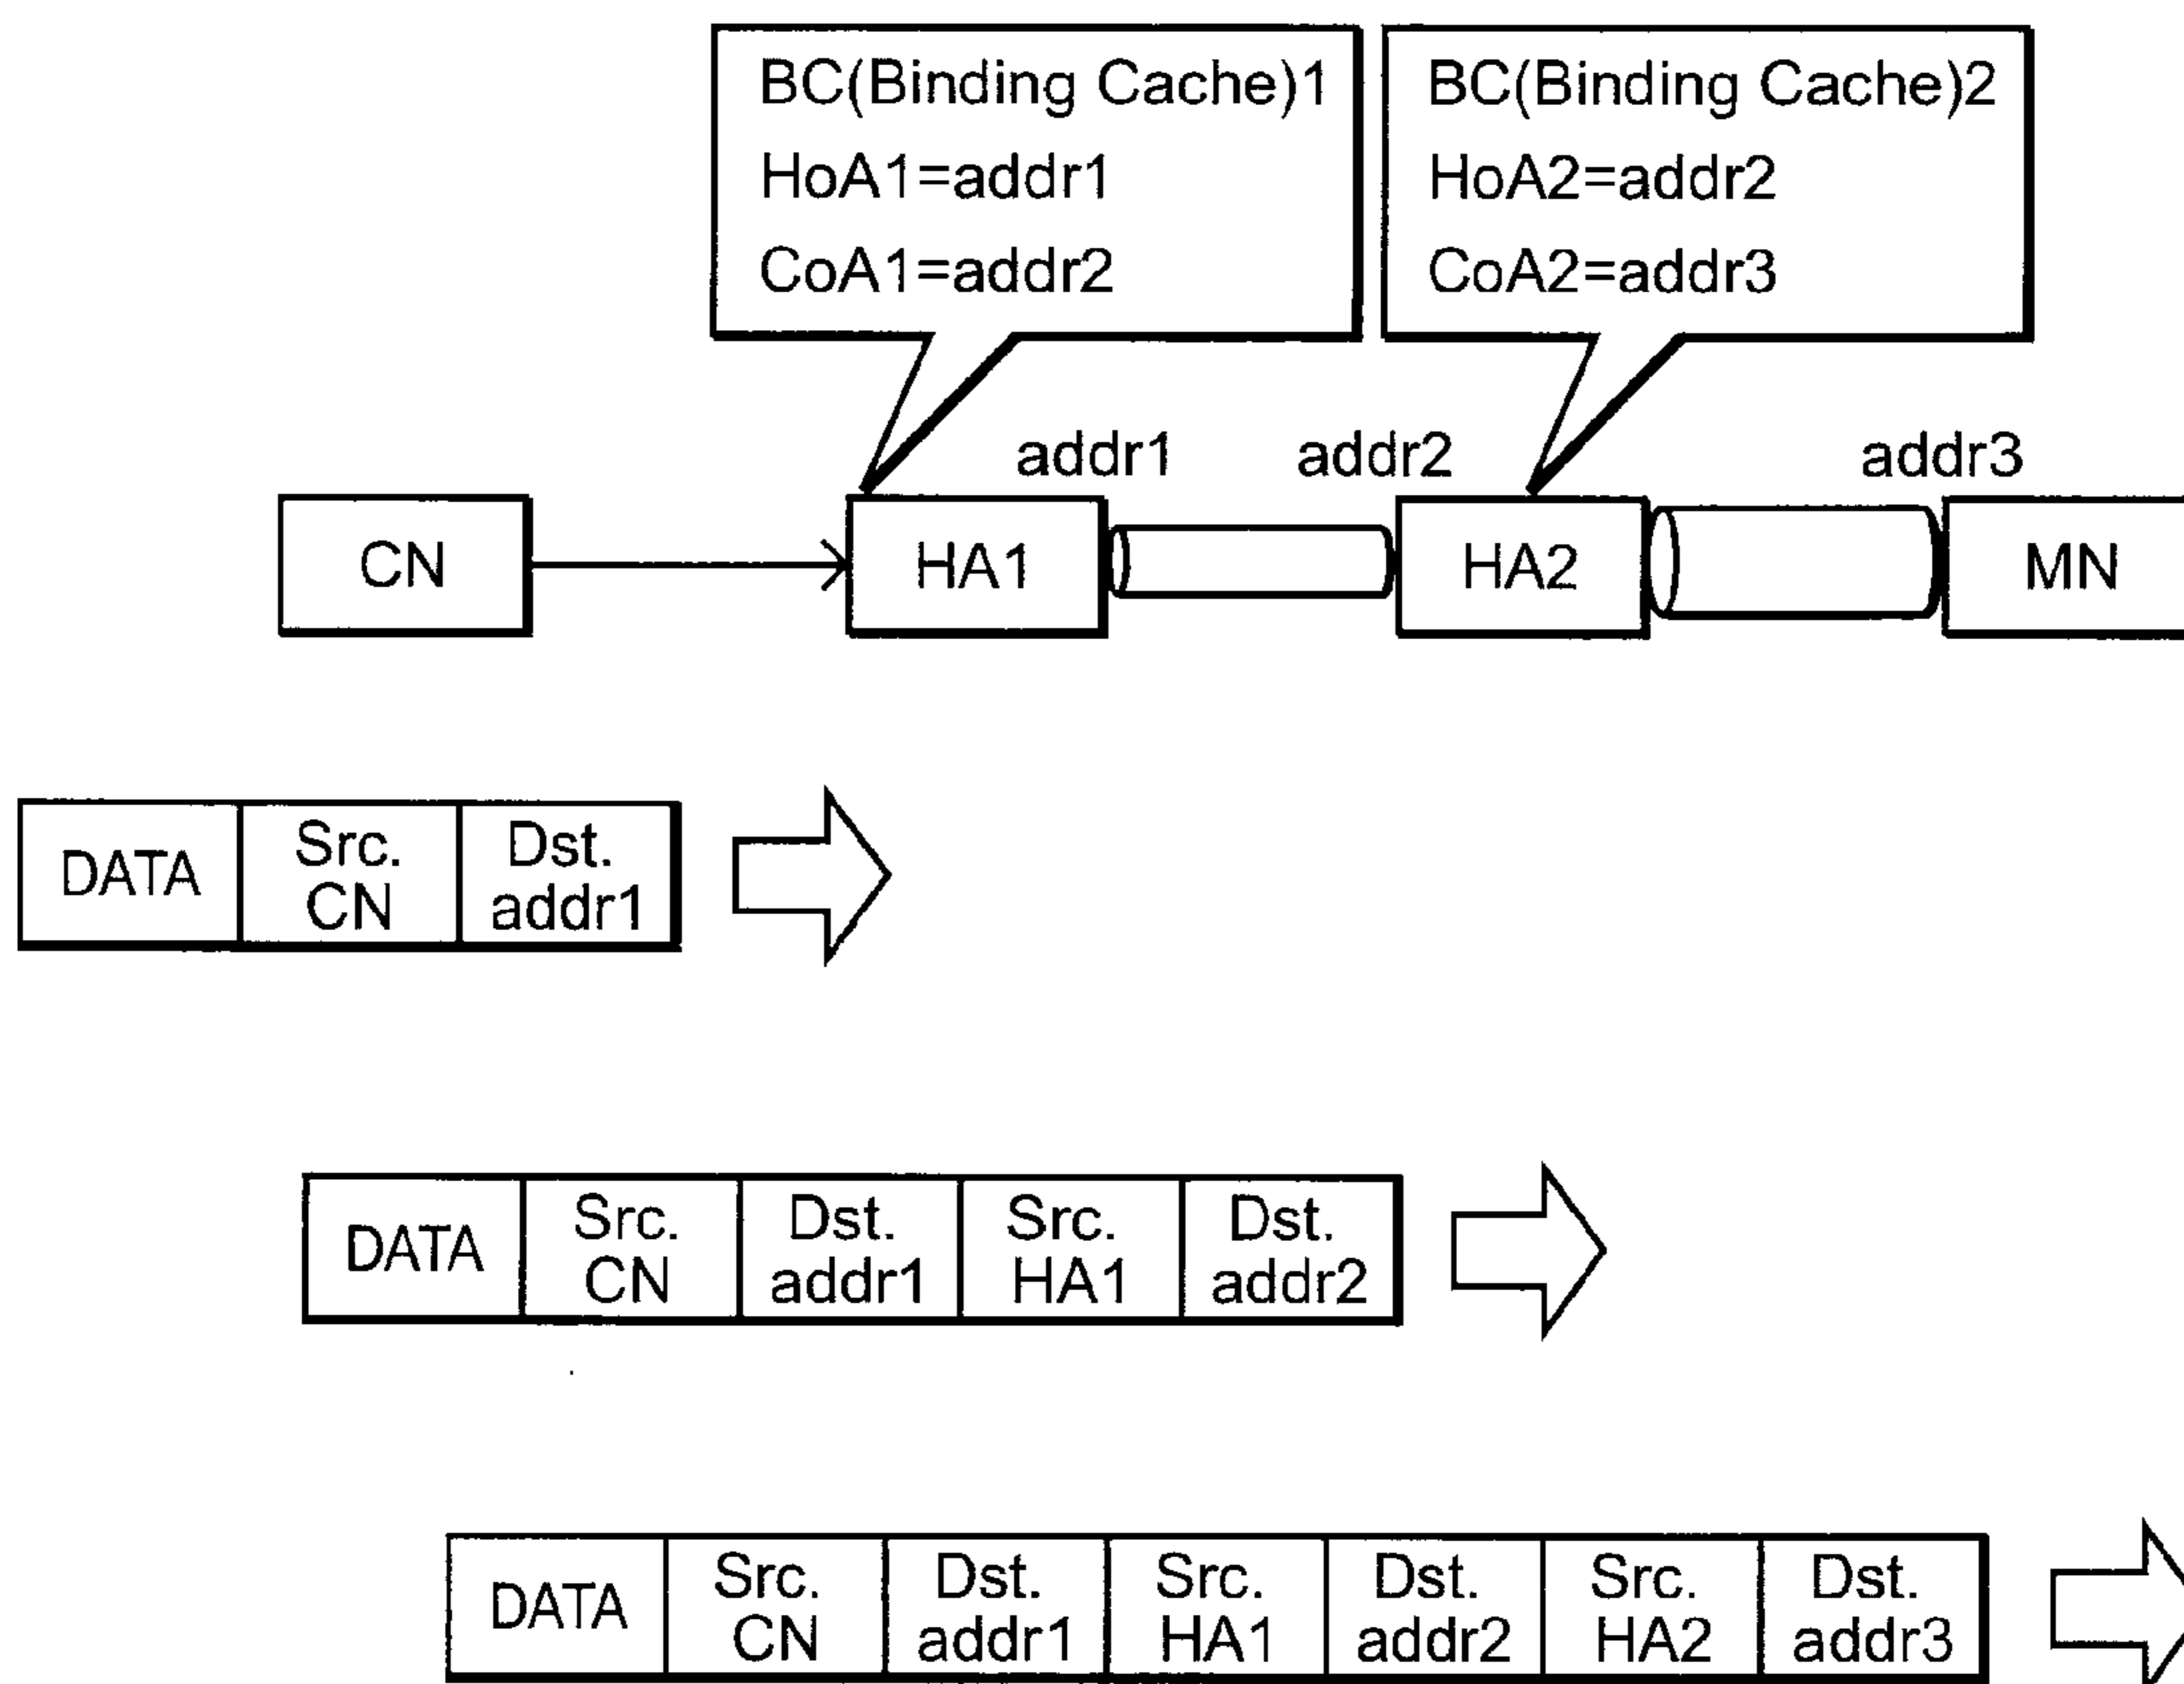 BC(Binding Cache)1
HoA1=addr1
CoA1=addr2
BC(Binding Cache)2
HoA2=addr2
CoA2=addr3
addr1
addr2
addr3
CN
HA1
HA2
MN
DATA
Src.
CN
Dst.
addr1
DATA
Src.
CN
Dst.
addr1
Src.
HA1
Dst.
addr2
DATA
Src.
CN
Dst.
addr1
Src.
HA1
Dst.
addr2
Src.
HA2
Dst.
addr3